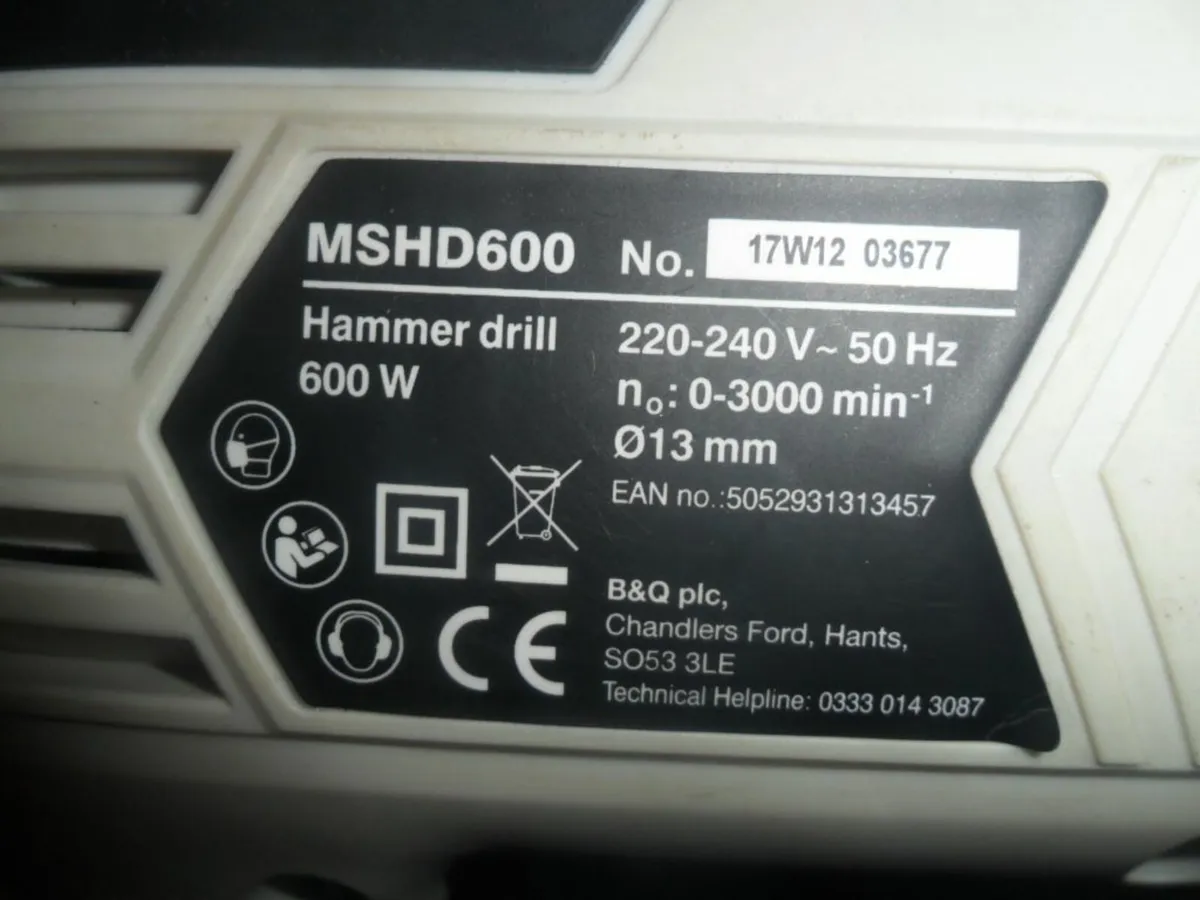 MSHD600 No. 17W12 03677
Hammer drill 220-240 V~ 50 Hz
600 W n₀: 0-3000 min⁻¹
Ø13 mm
EAN no.:5052931313457
B&Q plc,
Chandlers Ford, Hants,
SO53 3LE
Technical Helpline: 0333 014 3087
CE